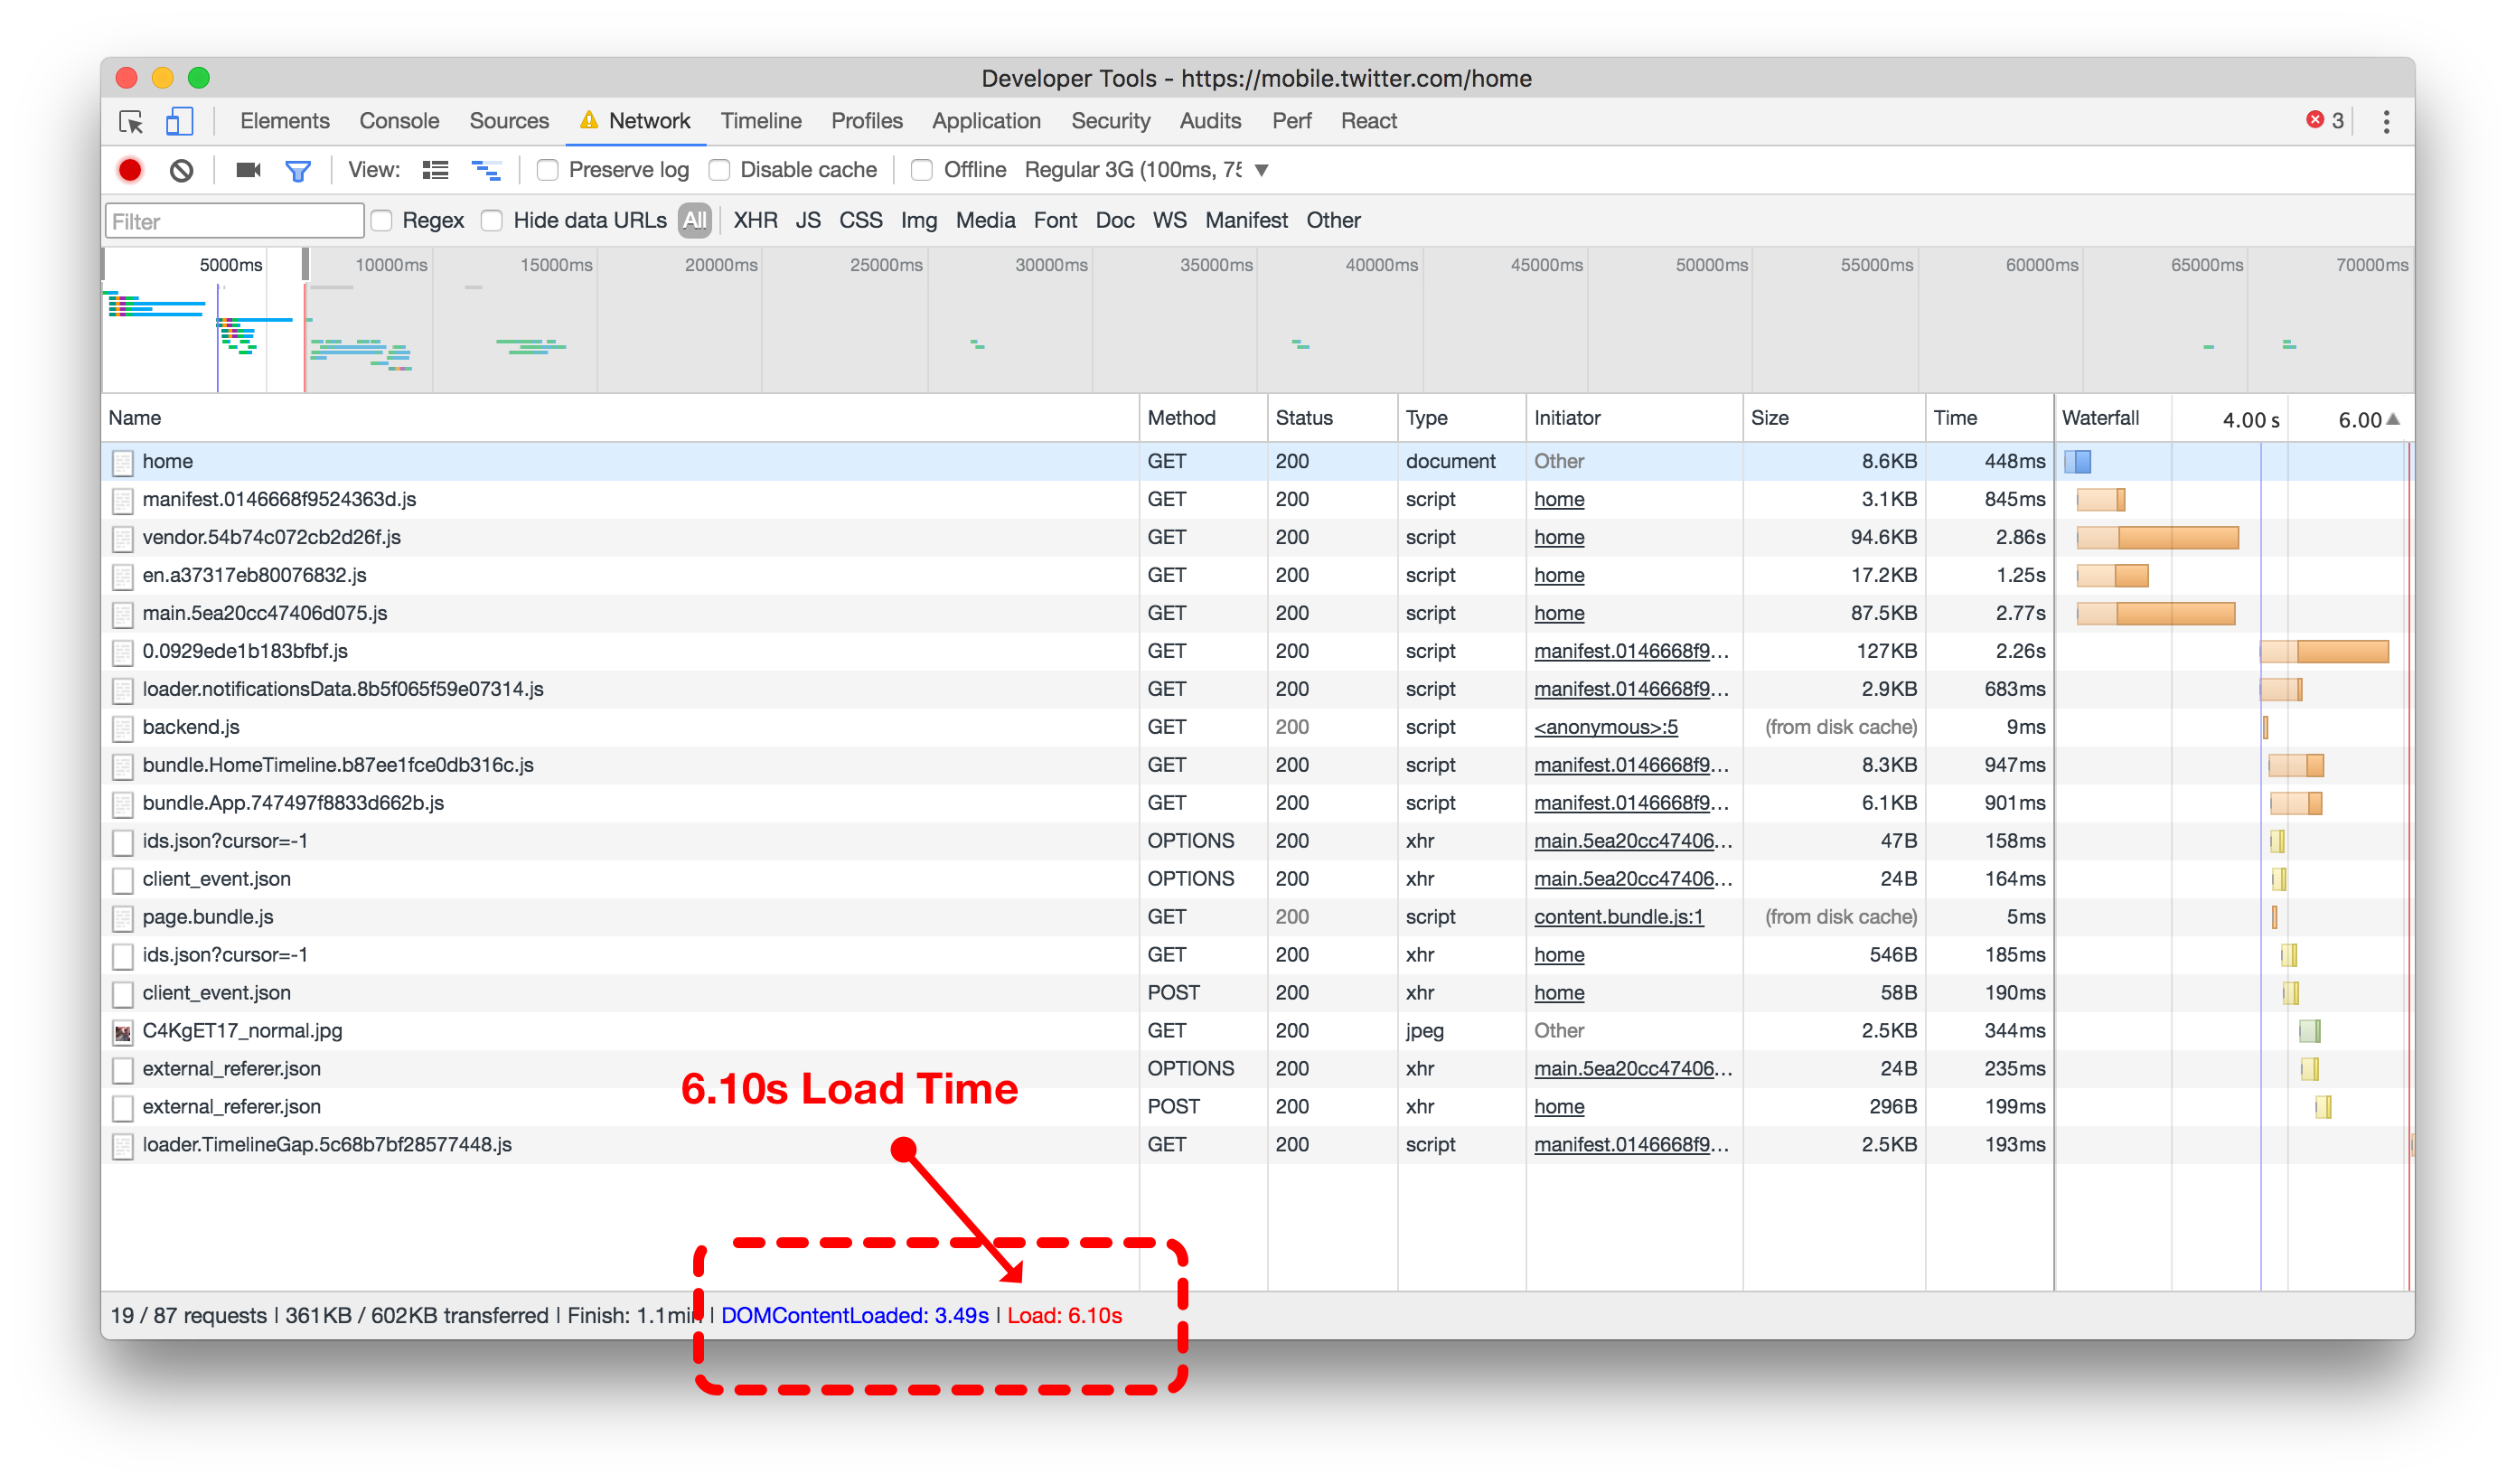 Developer Tools - https://mobile.twitter.com/home
Elements Console Sources Network Timeline Profiles Application Security Audits Perf React 3
View: Preserve log Disable cache Offline Regular 3G (100ms, 75
Filter Regex Hide data URLs All XHR JS CSS Img Media Font Doc WS Manifest Other
5000ms 10000ms 15000ms 20000ms 25000ms 30000ms 35000ms 40000ms 45000ms 50000ms 55000ms 60000ms 65000ms 70000ms
Name Method Status Type Initiator Size Time Waterfall 4.00 s 6.00
home GET 200 document Other 8.6KB 448ms
manifest.0146668f9524363d.js GET 200 script home 3.1KB 845ms
vendor.54b74c072cb2d26f.js GET 200 script home 94.6KB 2.86s
en.a37317eb80076832.js GET 200 script home 17.2KB 1.25s
main.5ea20cc47406d075.js GET 200 script home 87.5KB 2.77s
0.0929ede1b183bfbf.js GET 200 script manifest.0146668f9... 127KB 2.26s
loader.notificationsData.8b5f065f59e07314.js GET 200 script manifest.0146668f9... 2.9KB 683ms
backend.js GET 200 script <anonymous>:5 (from disk cache) 9ms
bundle.HomeTimeline.b87ee1fce0db316c.js GET 200 script manifest.0146668f9... 8.3KB 947ms
bundle.App.747497f8833d662b.js GET 200 script manifest.0146668f9... 6.1KB 901ms
ids.json?cursor=-1 OPTIONS 200 xhr main.5ea20cc47406... 47B 158ms
client_event.json OPTIONS 200 xhr main.5ea20cc47406... 24B 164ms
page.bundle.js GET 200 script content.bundle.js:1 (from disk cache) 5ms
ids.json?cursor=-1 GET 200 xhr home 546B 185ms
client_event.json POST 200 xhr home 58B 190ms
C4KgET17_normal.jpg GET 200 jpeg Other 2.5KB 344ms
external_referer.json OPTIONS 200 xhr main.5ea20cc47406... 24B 235ms
6.10s Load Time
external_referer.json POST 200 xhr home 296B 199ms
loader.TimelineGap.5c68b7bf28577448.js GET 200 script manifest.0146668f9... 2.5KB 193ms
19 / 87 requests | 361KB / 602KB transferred | Finish: 1.1min | DOMContentLoaded: 3.49s | Load: 6.10s